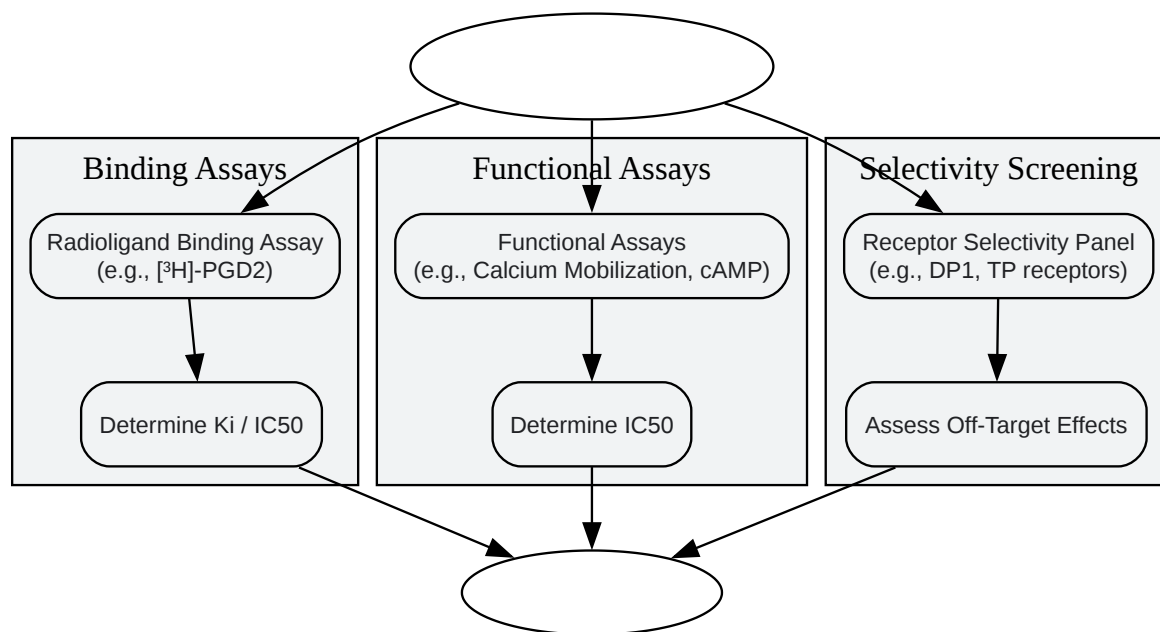 Binding Assays
Functional Assays
Selectivity Screening
Radioligand Binding Assay
(e.g., [³H]-PGD2)
Functional Assays
(e.g., Calcium Mobilization, cAMP)
Receptor Selectivity Panel
(e.g., DP1, TP receptors)
Determine Ki / IC50
Determine IC50
Assess Off-Target Effects